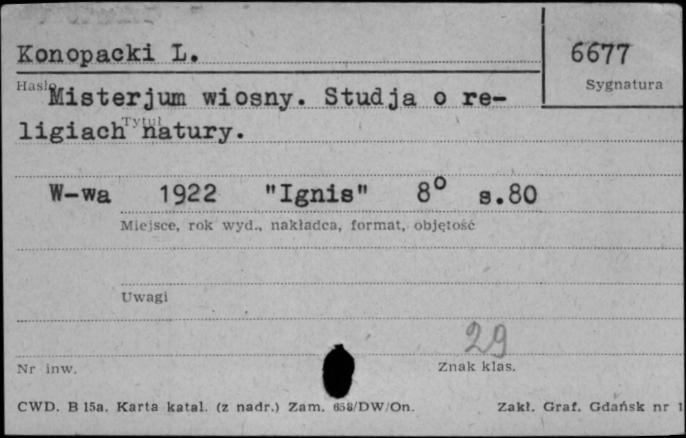 Konopacki L.
6677
Hasło
Sygnatura
Misterjum wiosny. Studja o re-
ligiach natury.
Tytuł
W-wa 1922 "Ignis" 8° s.80
Miejsce, rok wyd., nakładca, format, objętość
Uwagi
29
Nr inw.
Znak klas.
CWD. B 15a. Karta katal. (z nadr.) Zam. 658/DW/On.
Zakł. Graf. Gdańsk nr 1